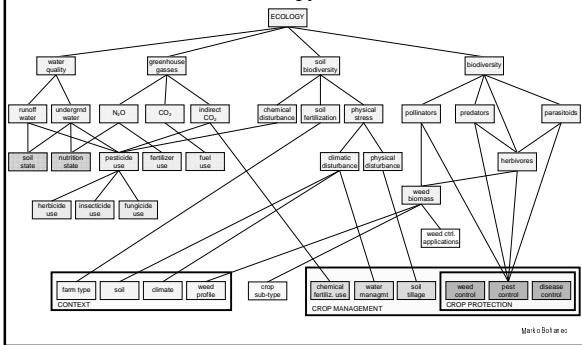 ECOLOGY
water
quality
greenhouse
gasses
soil
biodiversity
biodiversity
runoff
water
undergrnd
water
N₂O
CO₂
indirect
CO₂
chemical
disturbance
soil
fertilization
physical
stress
pollinators
predators
parasitoids
soil
state
nutrition
state
pesticide
use
fertilizer
use
fuel
use
climatic
disturbance
physical
disturbance
herbivores
herbicide
use
insecticide
use
fungicide
use
weed
biomass
weed ctrl.
applications
farm type
soil
climate
weed
profile
CONTEXT
crop
sub-type
chemical
fertiliz. use
water
managmt
soil
tillage
CROP MANAGEMENT
weed
control
pest
control
disease
control
CROP PROTECTION
Marko Bohanec